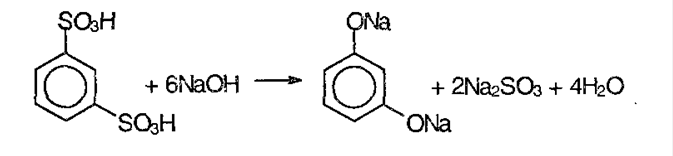 SO₃H
ONa
+ 6NaOH → + 2Na₂SO₃ + 4H₂O
SO₃H
ONa